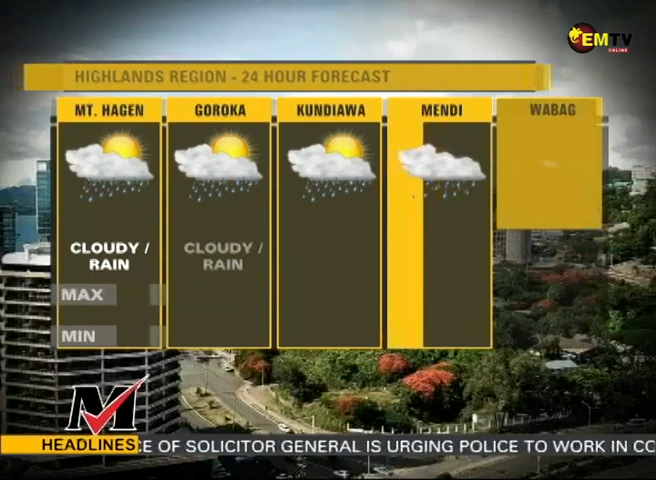 EMTV
ONLINE
HIGHLANDS REGION - 24 HOUR FORECAST
MT. HAGEN
GOROKA
KUNDIAWA
MENDI
WABAG
CLOUDY /
RAIN
CLOUDY /
RAIN
MAX
MIN
M
HEADLINES
CE OF SOLICITOR GENERAL IS URGING POLICE TO WORK IN CO